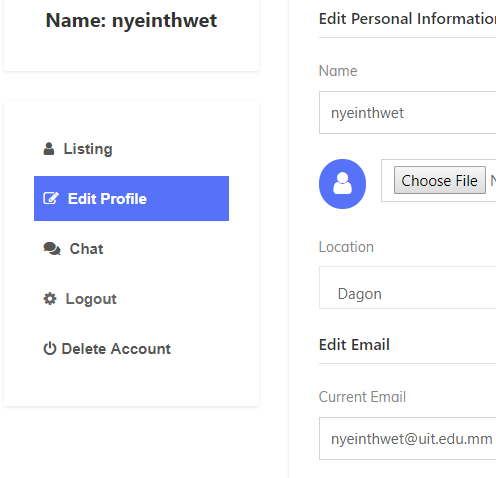 Name: nyeinthwet
Listing
Edit Profile
Chat
Logout
Delete Account
Edit Personal Information
Name
nyeinthwet
Choose File
Location
Dagon
Edit Email
Current Email
nyeinthwet@uit.edu.mm